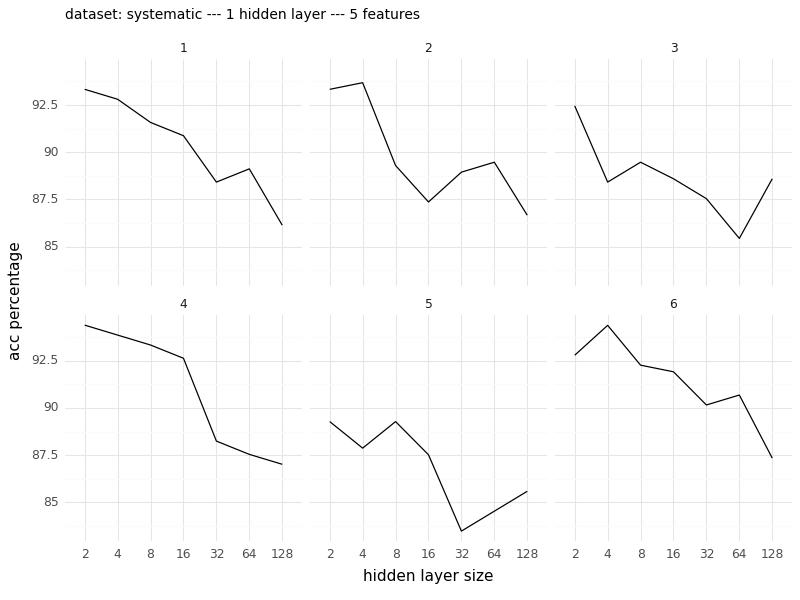 dataset: systematic --- 1 hidden layer --- 5 features
1 2 3
92.5
90
87.5
85
4 5 6
92.5
90
87.5
85
acc percentage
2 4 8 16 32 64 128 2 4 8 16 32 64 128 2 4 8 16 32 64 128
hidden layer size